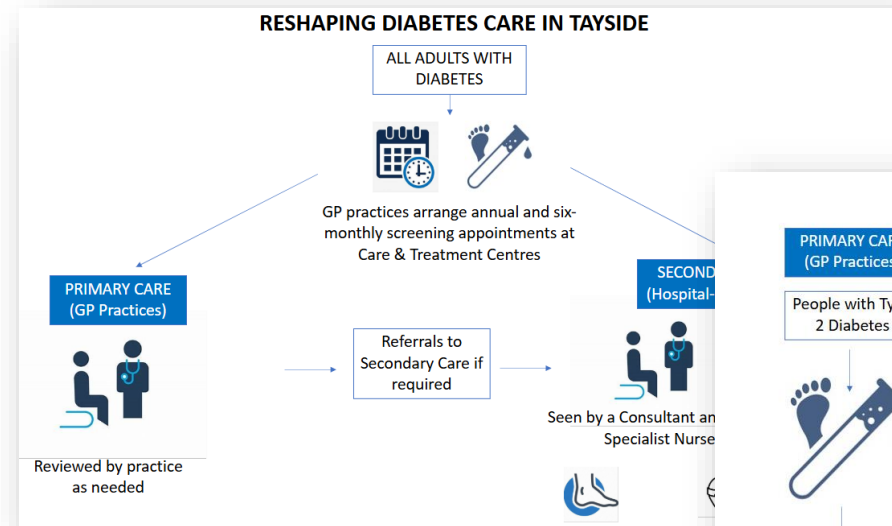 RESHAPING DIABETES CARE IN TAYSIDE
ALL ADULTS WITH
DIABETES
GP practices arrange annual and six-
monthly screening appointments at
Care & Treatment Centres
PRIMARY CARE
(GP Practices)
Reviewed by practice
as needed
Referrals to
Secondary Care if
required
SECOND
(Hospital-
Seen by a Consultant an
Specialist Nurse
PRIMARY CAR
(GP Practices
People with Ty
2 Diabetes